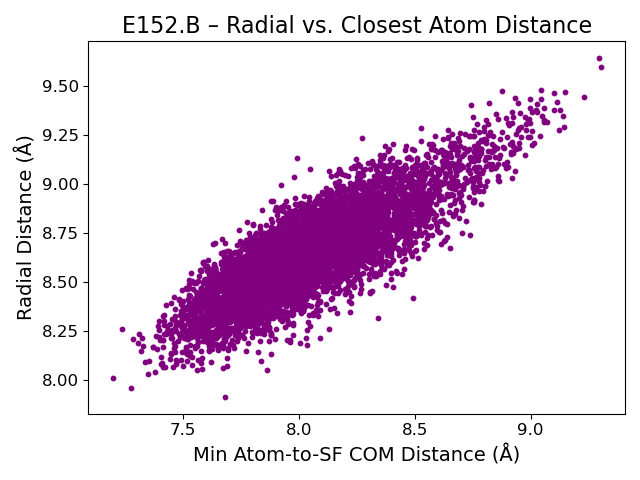 E152.B – Radial vs. Closest Atom Distance
Radial Distance (Å)
9.50
9.25
9.00
8.75
8.50
8.25
8.00
7.5 8.0 8.5 9.0
Min Atom-to-SF COM Distance (Å)